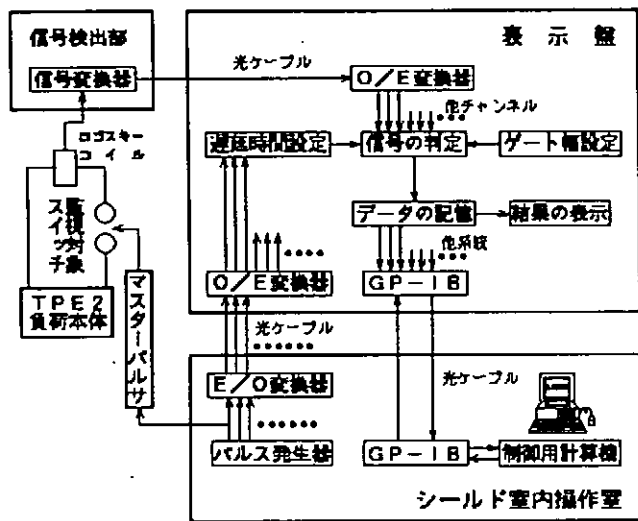 信号検出部
信号変換器
光ケーブル
表示盤
O/E変換器
他チャンネル
ロゴスキー
コイル
遅延時間設定
信号の判定
ゲート幅設定
監視対象
スイッチ
データの記憶
結果の表示
他系統
O/E変換器
GP-IB
TPE2
負荷本体
マスターパルサ
光ケーブル
E/O変換器
光ケーブル
パルス発生器
GP-IB
制御用計算機
シールド室内操作室